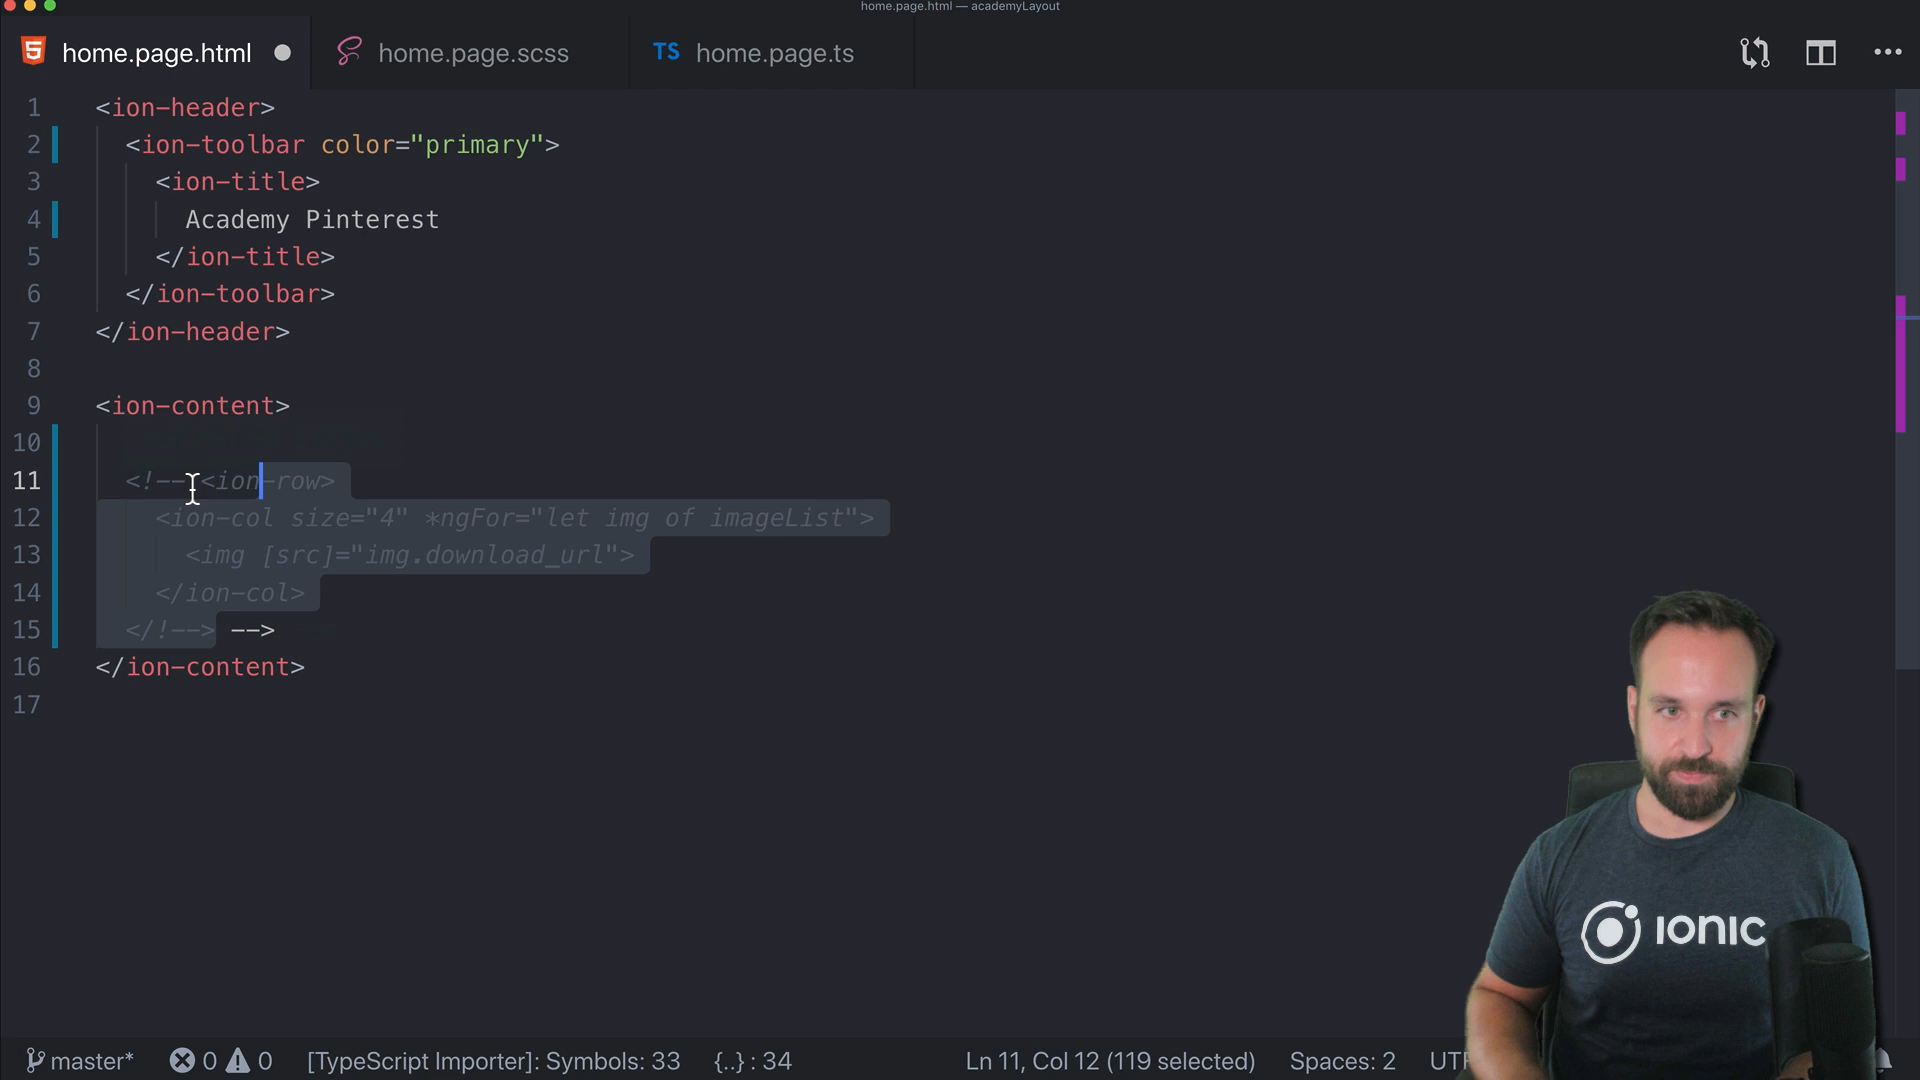 home.page.html — academyLayout
home.page.html
home.page.scss
TS home.page.ts
1 <ion-header>
2 <ion-toolbar color="primary">
3 <ion-title>
4 Academy Pinterest
5 </ion-title>
6 </ion-toolbar>
7 </ion-header>
8
9 <ion-content>
10
11 <!-- <ion-row>
12 <ion-col size="4" *ngFor="let img of imageList">
13 <img [src]="img.download_url">
14 </ion-col>
15 </!--> -->
16 </ion-content>
17
IONIC
master* 0 0 [TypeScript Importer]: Symbols: 33 {..} : 34 Ln 11, Col 12 (119 selected) Spaces: 2